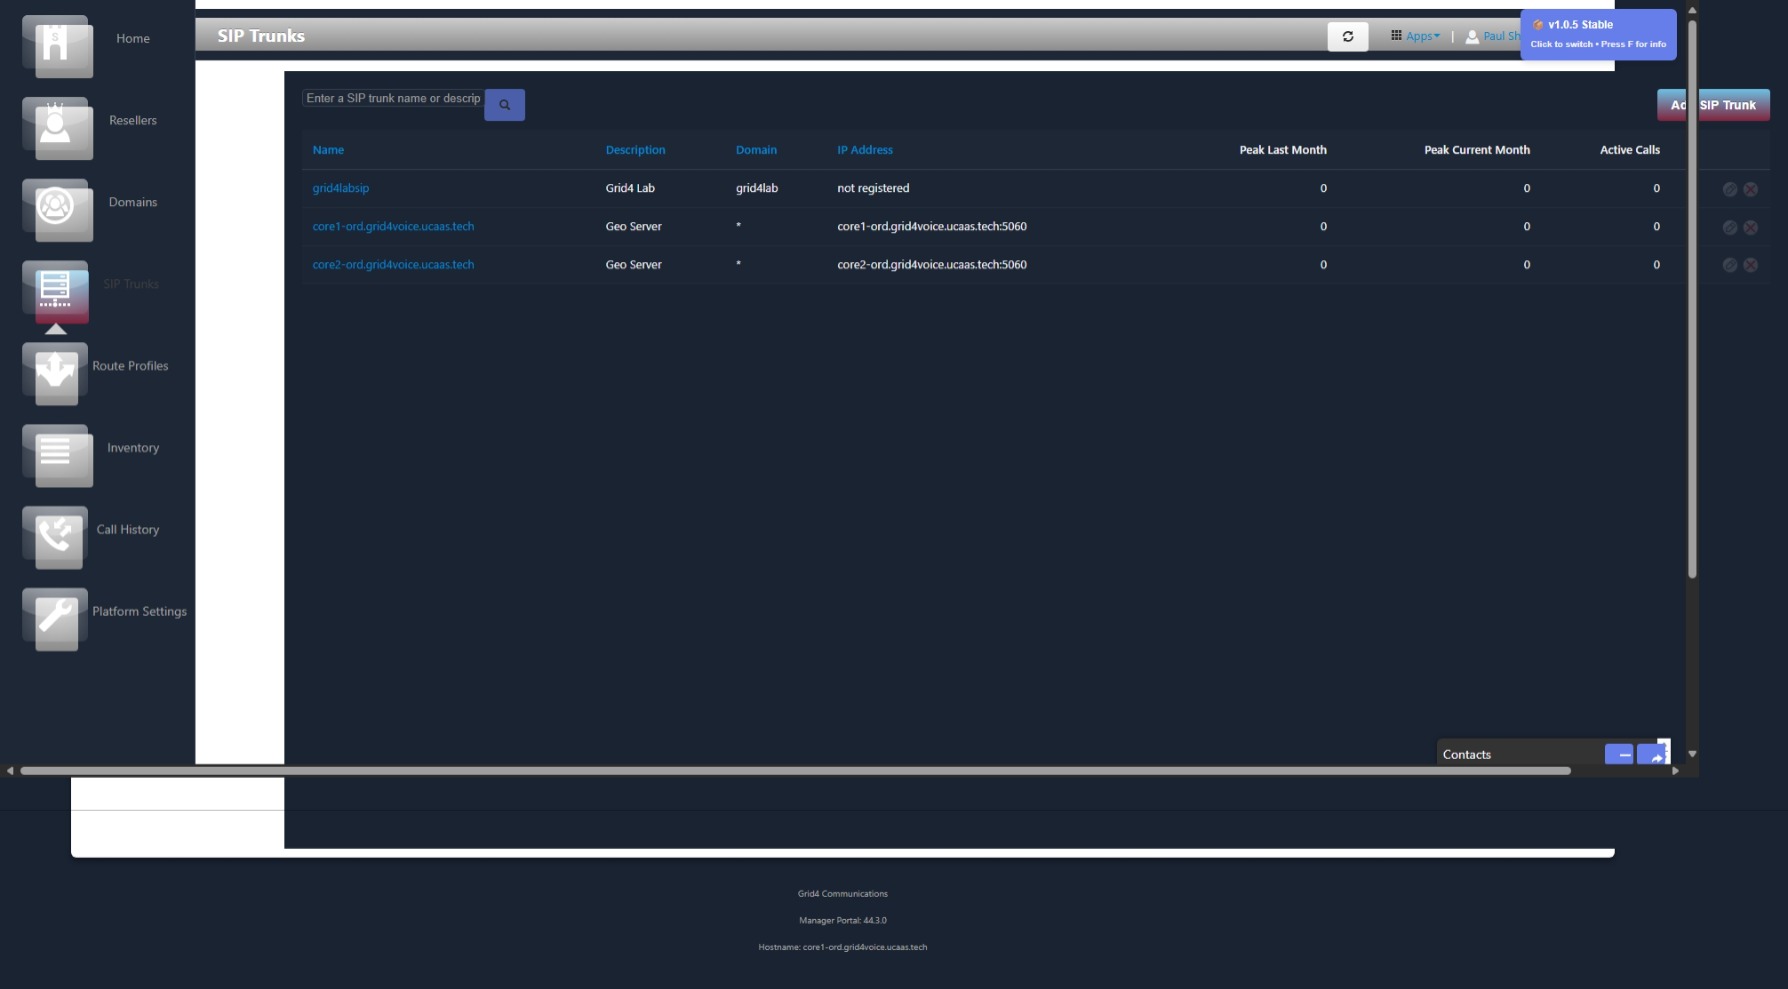 Home
Resellers
Domains
SIP Trunks
Route Profiles
Inventory
Call History
Platform Settings
SIP Trunks
Apps
|
Paul Sh
v1.0.5 Stable
Click to switch • Press F for info
Enter a SIP trunk name or descrip
Ad SIP Trunk
Name Description Domain IP Address Peak Last Month Peak Current Month Active Calls
grid4labsip Grid4 Lab grid4lab not registered 0 0 0
core1-ord.grid4voice.ucaas.tech Geo Server * core1-ord.grid4voice.ucaas.tech:5060 0 0 0
core2-ord.grid4voice.ucaas.tech Geo Server * core2-ord.grid4voice.ucaas.tech:5060 0 0 0
Contacts
Grid4 Communications
Manager Portal: 44.3.0
Hostname: core1-ord.grid4voice.ucaas.tech